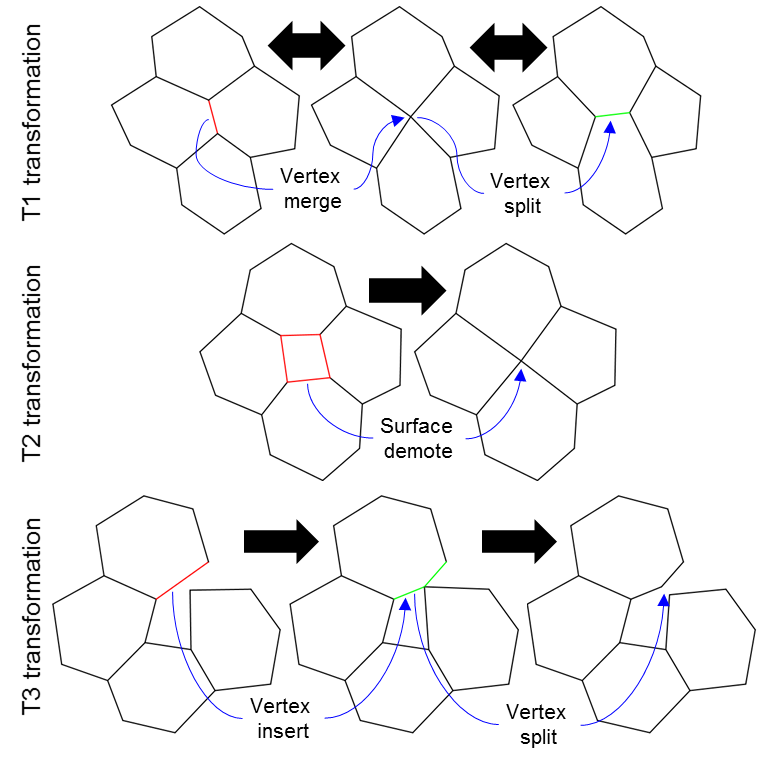 T1 transformation
Vertex
merge
Vertex
split
T2 transformation
Surface
demote
T3 transformation
Vertex
insert
Vertex
split